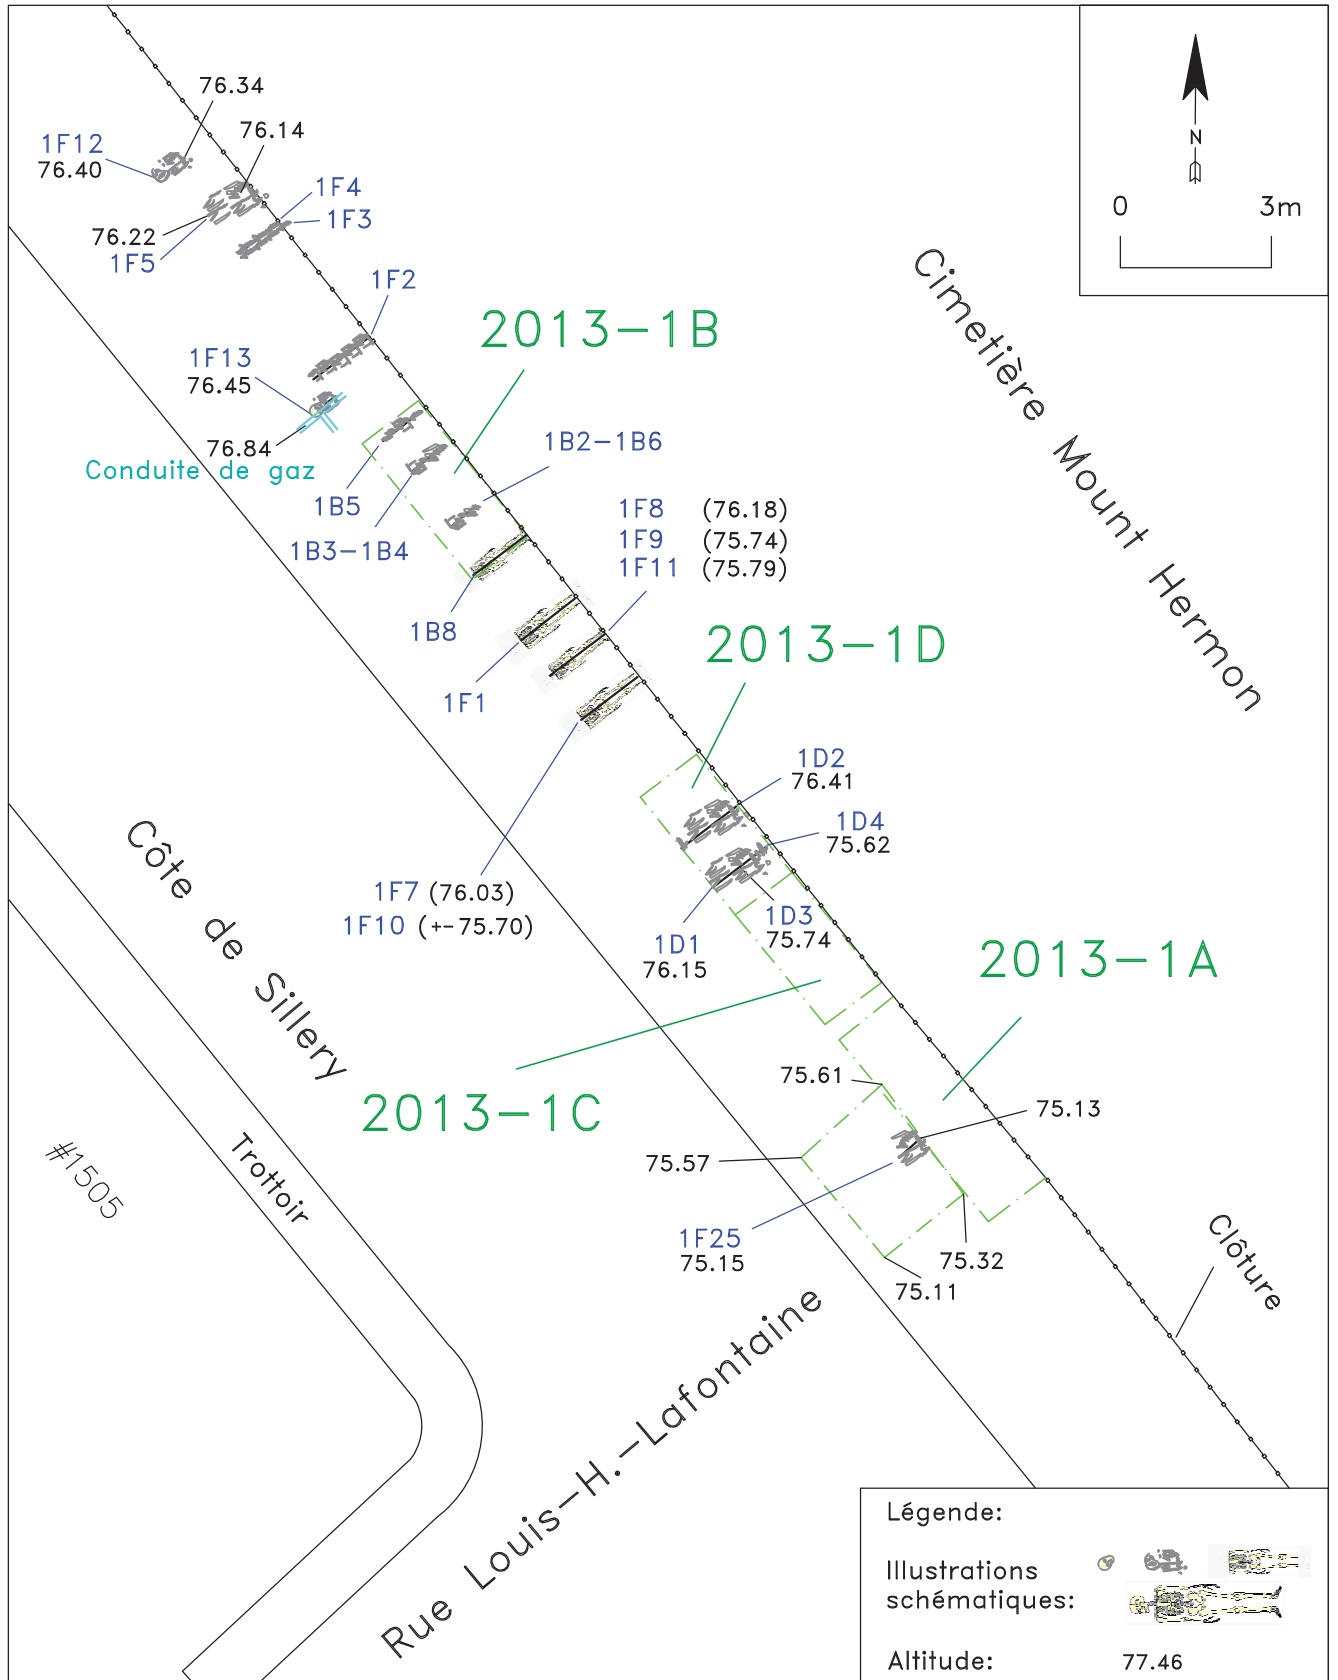 76.34
76.14
1F12
76.40
1F4
1F3
76.22
1F5
1F2
N
0 3m
2013-1B
1F13
76.45
76.84
Conduite de gaz
1B5
1B3-1B4
1B2-1B6
1F8 (76.18)
1F9 (75.74)
1F11 (75.79)
1B8
1F1
Cimetière Mount Hermon
2013-1D
1D2
76.41
1D4
75.62
1F7 (76.03)
1F10 (+-75.70)
1D3
75.74
1D1
76.15
Côte de Sillery
2013-1A
2013-1C
75.61
75.13
75.57
1F25
75.15
75.32
75.11
#1505
Trottoir
Clôture
Rue Louis-H.-Lafontaine
Légende:
Illustrations
schématiques:
Altitude: 77.46